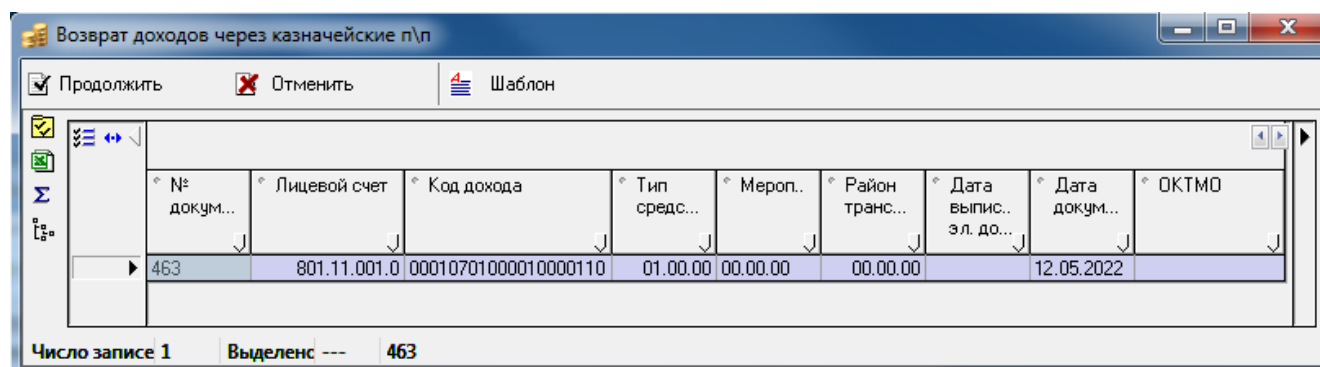 Возврат доходов через казначейские п\п
Продолжить Отменить Шаблон
№ докум... Лицевой счет Код дохода Тип средс... Мероп.. Район транс... Дата выпис.. эл. до... Дата докум... ОКТМО
463 801.11.001.0 00010701000010000110 01.00.00 00.00.00 00.00.00 12.05.2022
Число записе 1 Выделенс --- 463